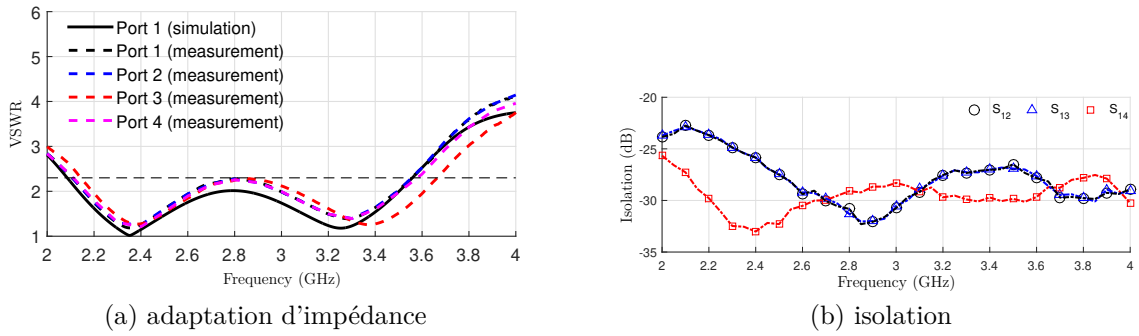 6
5
4
3
2
1
VSWR
Port 1 (simulation)
Port 1 (measurement)
Port 2 (measurement)
Port 3 (measurement)
Port 4 (measurement)
2 2.2 2.4 2.6 2.8 3 3.2 3.4 3.6 3.8 4
Frequency (GHz)
(a) adaptation d'impédance
-20
-25
-30
-35
Isolation (dB)
S12 S13 S14
2 2.2 2.4 2.6 2.8 3 3.2 3.4 3.6 3.8 4
Frequency (GHz)
(b) isolation